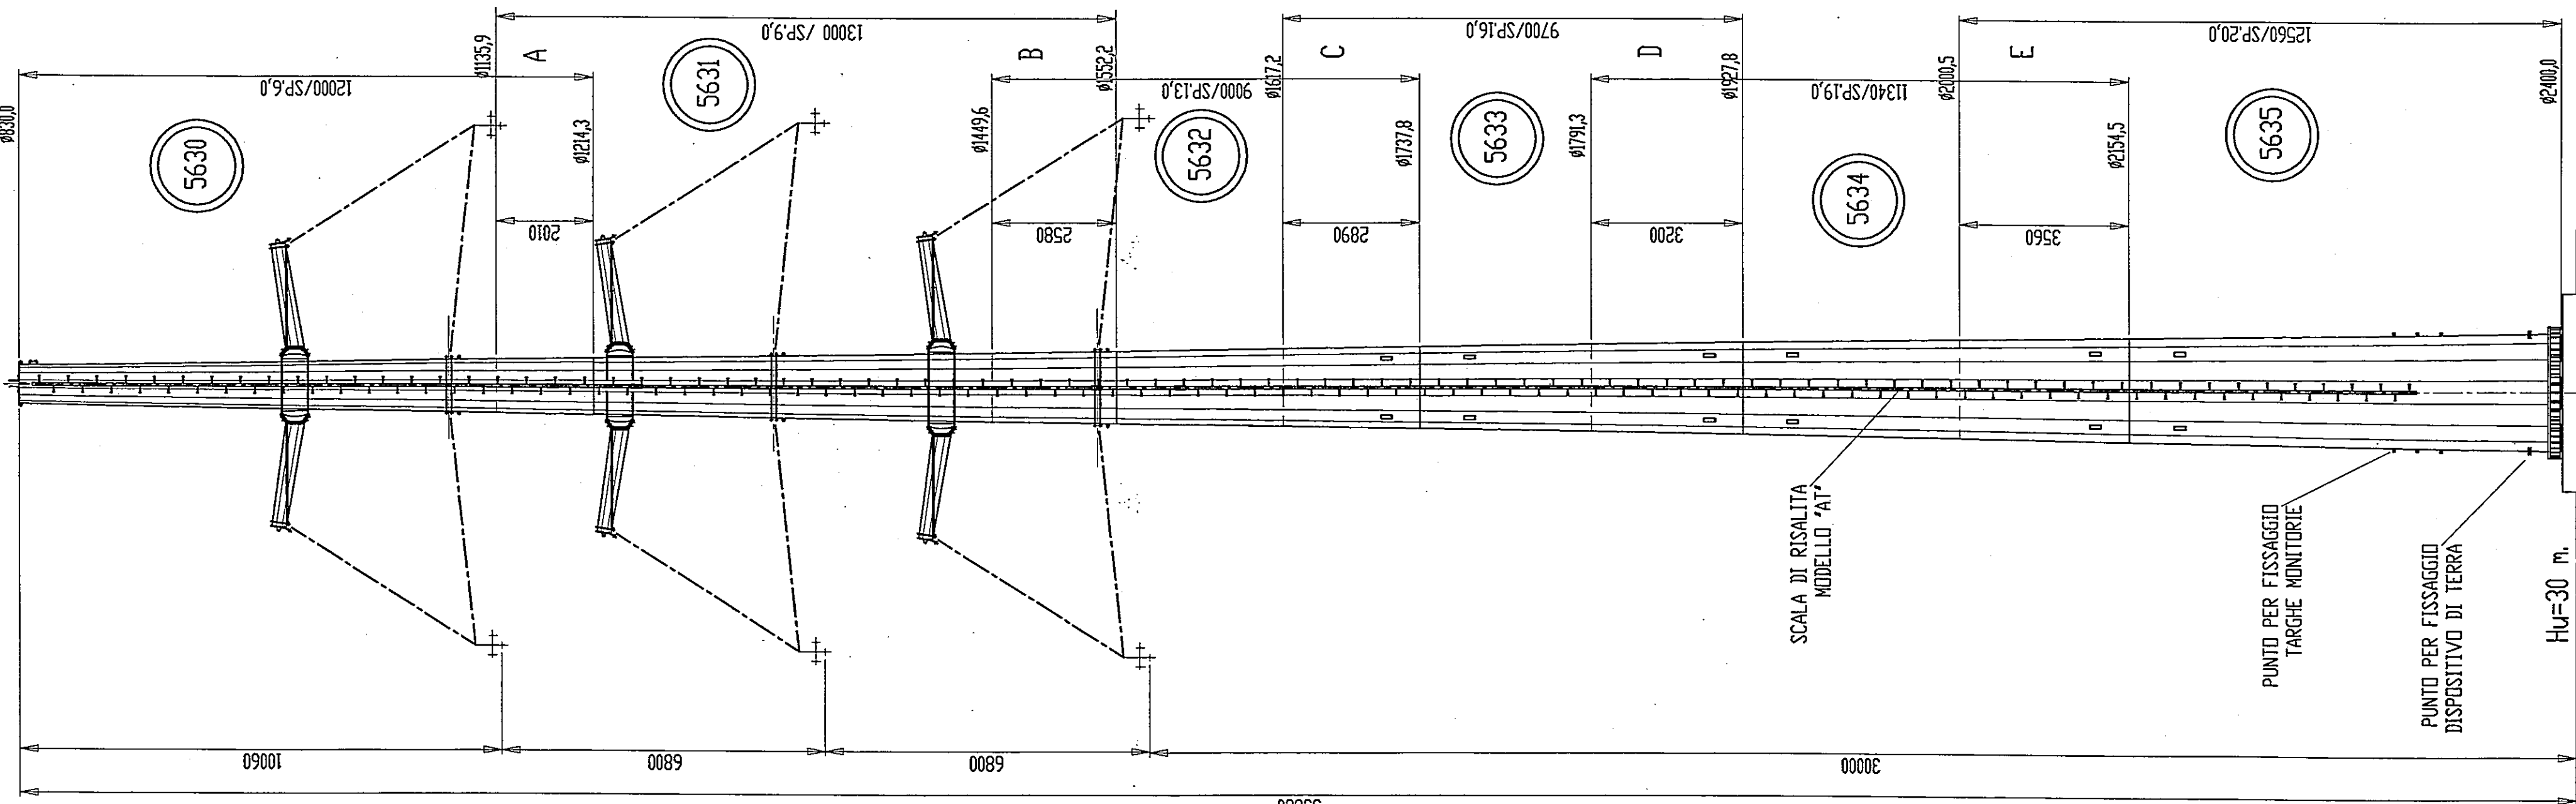 ø830,0
12000/SP.6,0
5630
ø1135,9
A
13000 / SP.9,0
ø1214,3
2010
5631
ø1449,6
B
9000/SP.13,0
ø1552,2
2580
5632
ø1617,2
C
9700/SP.16,0
ø1737,8
2890
5633
ø1791,3
D
11340/SP.19,0
ø1927,8
3200
5634
ø2000,5
E
12560/SP.20,0
ø2154,5
3560
5635
ø2400,0
SCALA DI RISALITA
MODELLO "AT"
PUNTO PER FISSAGGIO
TARGHE MONITORIE
PUNTO PER FISSAGGIO
DISPOSITIVO DI TERRA
Hu=30 m.
10060
6800
6800
30000